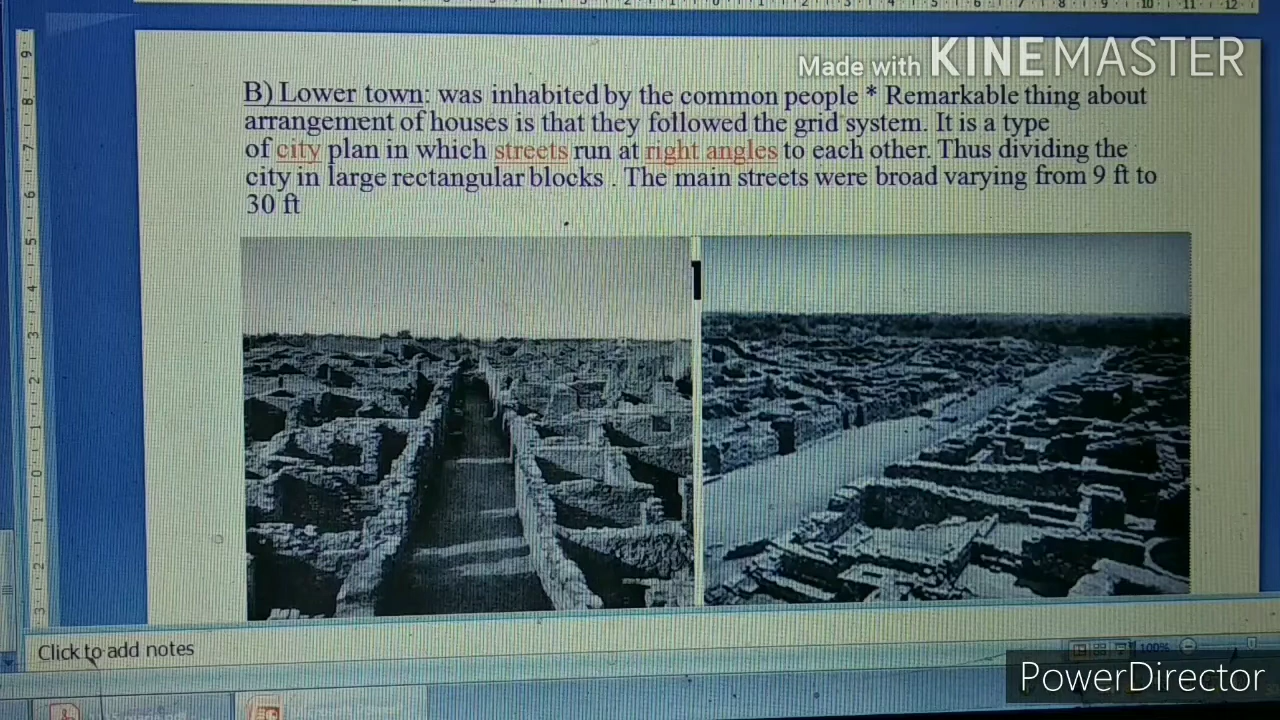 Made with KINEMASTER
B) Lower town: was inhabited by the common people * Remarkable thing about
arrangement of houses is that they followed the grid system. It is a type
of city plan in which streets run at right angles to each other. Thus dividing the
city in large rectangular blocks . The main streets were broad varying from 9 ft to
30 ft
Click to add notes
100%
PowerDirector